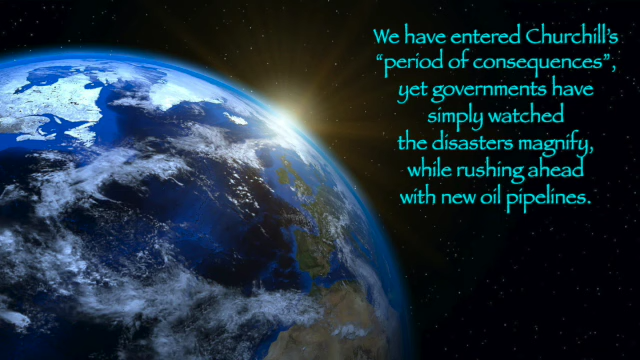 We have entered Churchill's
“period of consequences”,
yet governments have
simply watched
the disasters magnify,
while rushing ahead
with new oil pipelines.